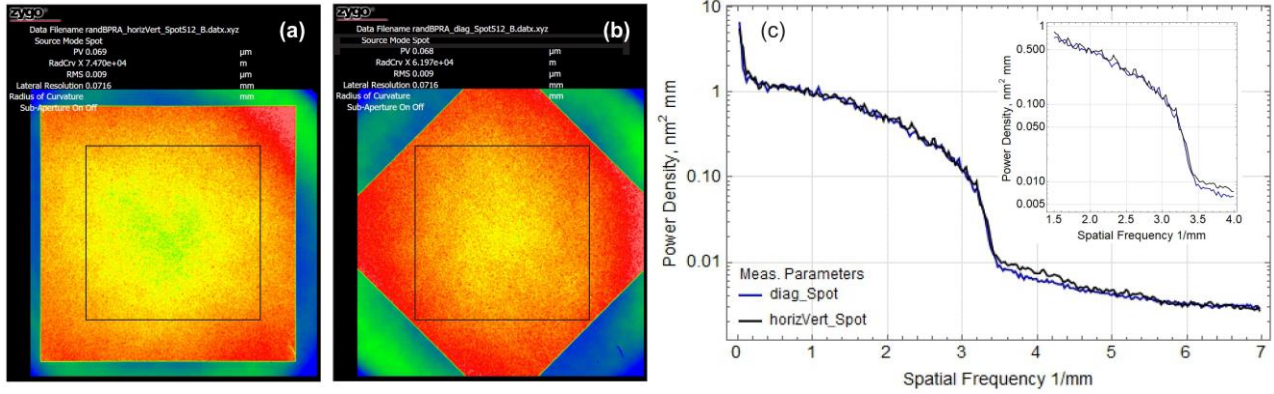 zygo
(a)
Data Filename randBPRA_horizVert_Spot512_B.datx.xyz
Source Mode Spot
PV 0.069 µm
RadCrv X 7.470e+04 m
RMS 0.009 µm
Lateral Resolution 0.0716 mm
Radius of Curvature mm
Sub-Aperture On Off
zygo
(b)
Data Filename randBPRA_diag_Spot512_B.datx.xyz
Source Mode Spot
PV 0.068 µm
RadCrv X 6.197e+04 m
RMS 0.009 µm
Lateral Resolution 0.0716 mm
Radius of Curvature mm
Sub-Aperture On Off
(c)
Power Density, nm² mm
10
1
0.10
0.01
0 1 2 3 4 5 6 7
Spatial Frequency 1/mm
Meas. Parameters
diag_Spot
horizVert_Spot
Power Density, nm² mm
1
0.500
0.100
0.050
0.010
0.005
1.5 2.0 2.5 3.0 3.5 4.0
Spatial Frequency 1/mm